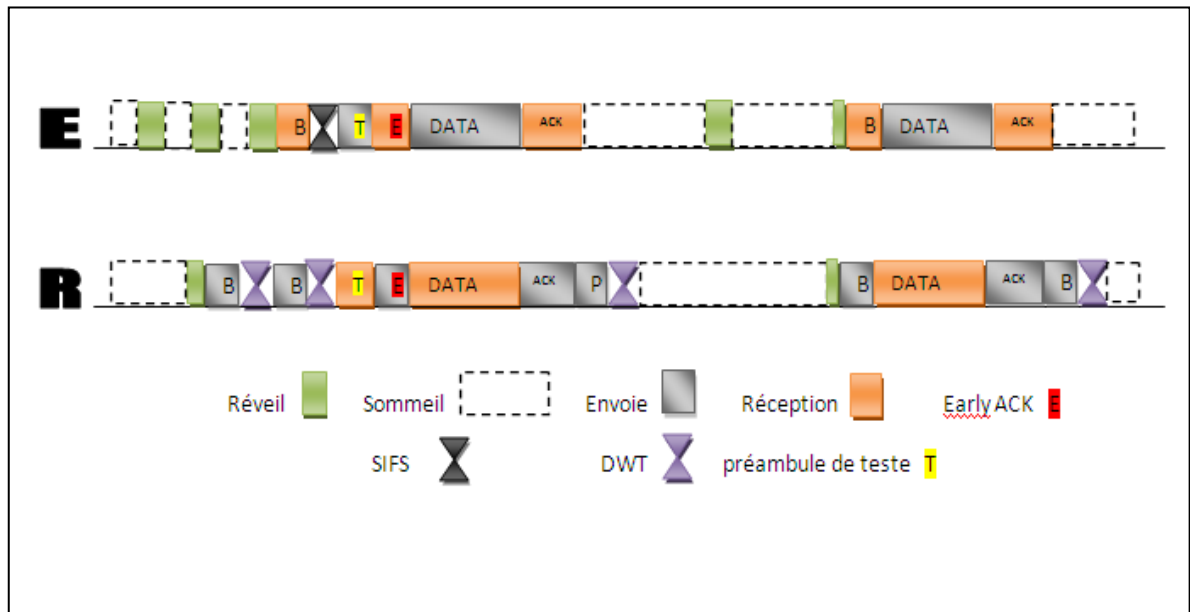 E B T E DATA ACK B DATA ACK
R B B T E DATA ACK P B DATA ACK B
Réveil Sommeil Envoie Réception Early ACK E
SIFS DWT préambule de teste T